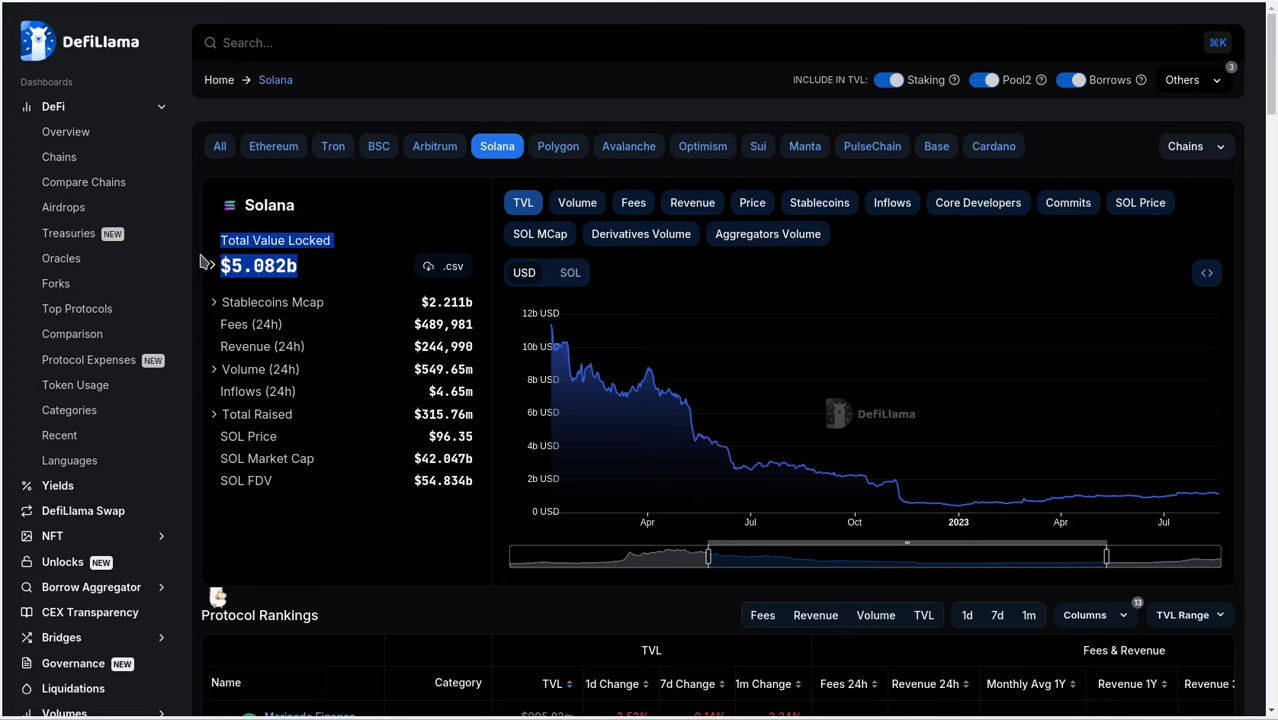 DefiLlama
Search...
⌘K
Home → Solana
INCLUDE IN TVL: Staking Pool2 Borrows Others 3
Dashboards
DeFi
Overview
Chains
Compare Chains
Airdrops
Treasuries NEW
Oracles
Forks
Top Protocols
Comparison
Protocol Expenses NEW
Token Usage
Categories
Recent
Languages
Yields
DefiLlama Swap
NFT
Unlocks NEW
Borrow Aggregator
CEX Transparency
Bridges
Governance NEW
Liquidations
Volumes
All Ethereum Tron BSC Arbitrum Solana Polygon Avalanche Optimism Sui Manta PulseChain Base Cardano Chains
Solana
Total Value Locked
$5.082b
.csv
Stablecoins Mcap $2.211b
Fees (24h) $489,981
Revenue (24h) $244,990
Volume (24h) $549.65m
Inflows (24h) $4.65m
Total Raised $315.76m
SOL Price $96.35
SOL Market Cap $42.047b
SOL FDV $54.834b
TVL Volume Fees Revenue Price Stablecoins Inflows Core Developers Commits SOL Price
SOL MCap Derivatives Volume Aggregators Volume
USD SOL
12b USD
10b USD
8b USD
6b USD
4b USD
2b USD
0 USD
DefiLlama
Apr Jul Oct 2023 Apr Jul
Protocol Rankings
Fees Revenue Volume TVL 1d 7d 1m Columns 13 TVL Range
TVL Fees & Revenue
Name Category TVL 1d Change 7d Change 1m Change Fees 24h Revenue 24h Monthly Avg 1Y Revenue 1Y Revenue 3
Marinade Finance